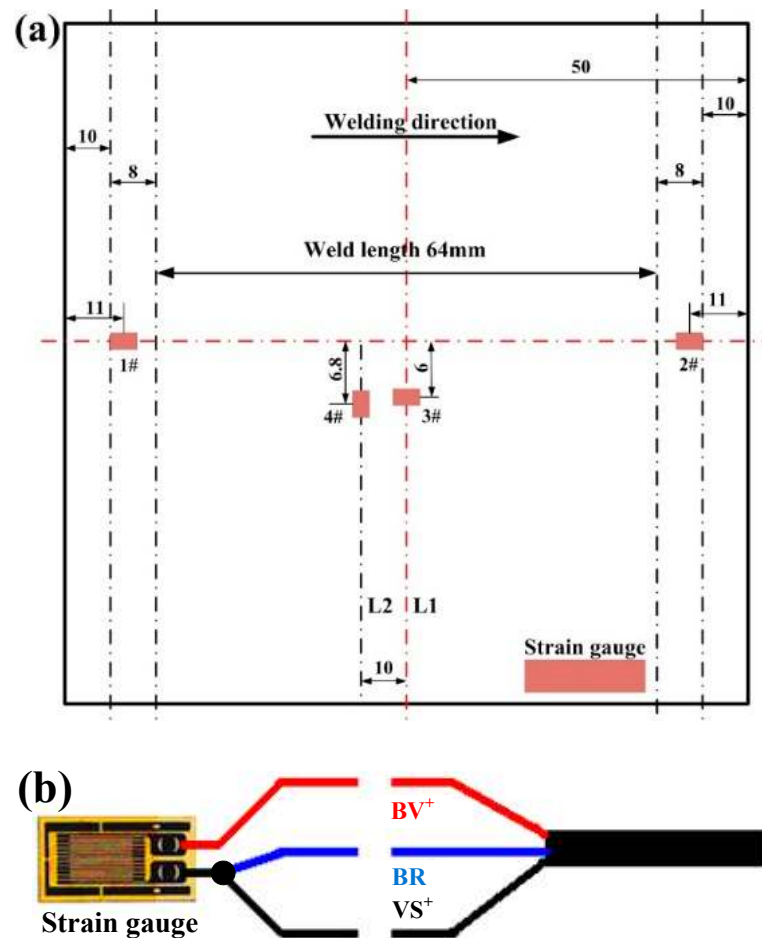 (a)
50
10
10
Welding direction
8
8
Weld length 64mm
11
11
1#
2#
6.8
6
4#
3#
L2
L1
Strain gauge
10
(b)
BV+
BR
VS+
Strain gauge